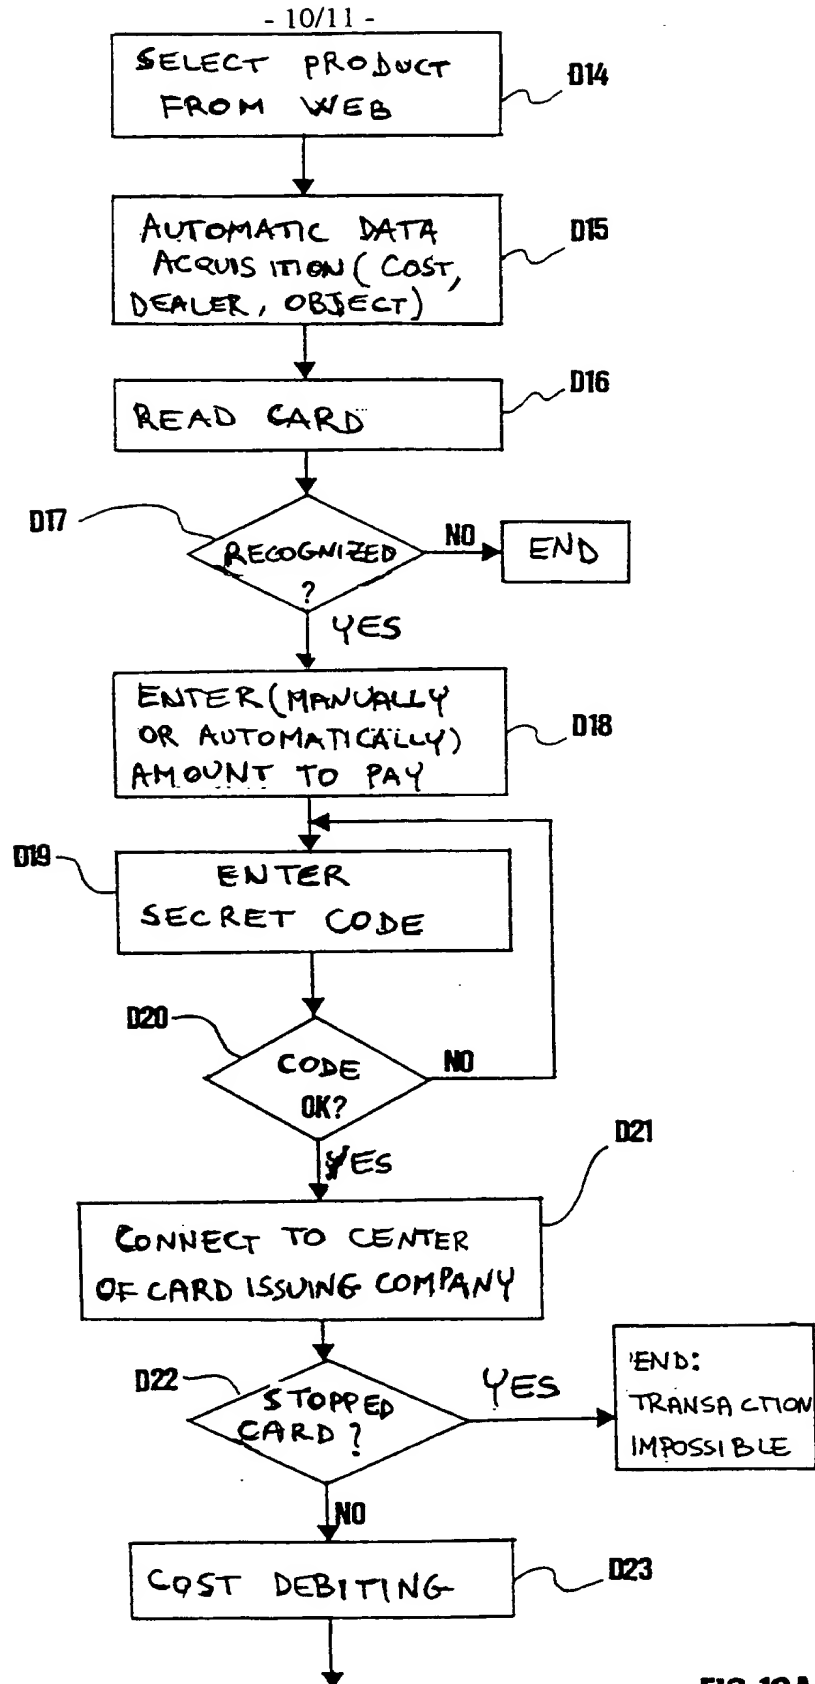 - 10/11 -
SELECT PRODUCT
FROM WEB
D14
AUTOMATIC DATA
ACQUISITION (COST,
DEALER, OBJECT)
D15
READ CARD
D16
D17
RECOGNIZED
?
NO
END
YES
ENTER (MANUALLY
OR AUTOMATICALLY)
AMOUNT TO PAY
D18
D19
ENTER
SECRET CODE
D20
CODE
OK?
NO
YES
D21
CONNECT TO CENTER
OF CARD ISSUING COMPANY
D22
STOPPED
CARD?
YES
END:
TRANSACTION
IMPOSSIBLE
NO
COST DEBITING
D23